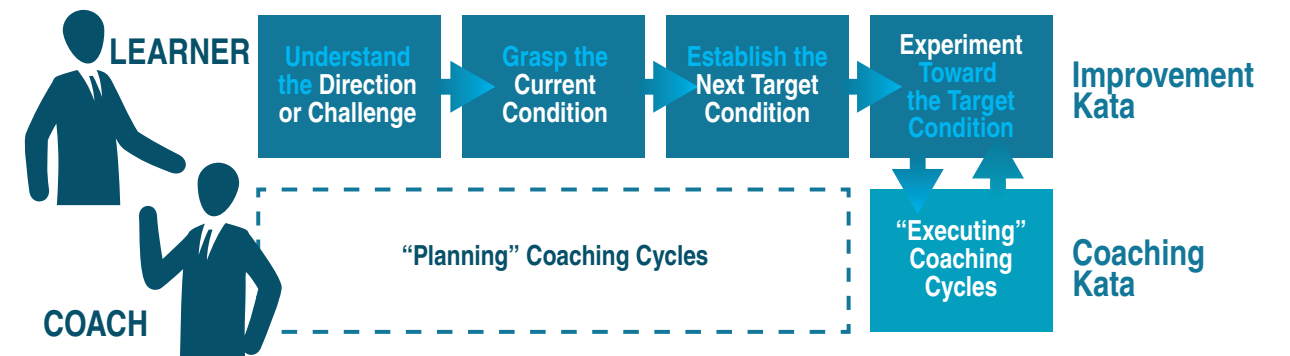 LEARNER
Understand
the Direction
or Challenge
Grasp the
Current
Condition
Establish the
Next Target
Condition
Experiment
Toward
the Target
Condition
Improvement
Kata
COACH
“Planning” Coaching Cycles
“Executing”
Coaching
Cycles
Coaching
Kata